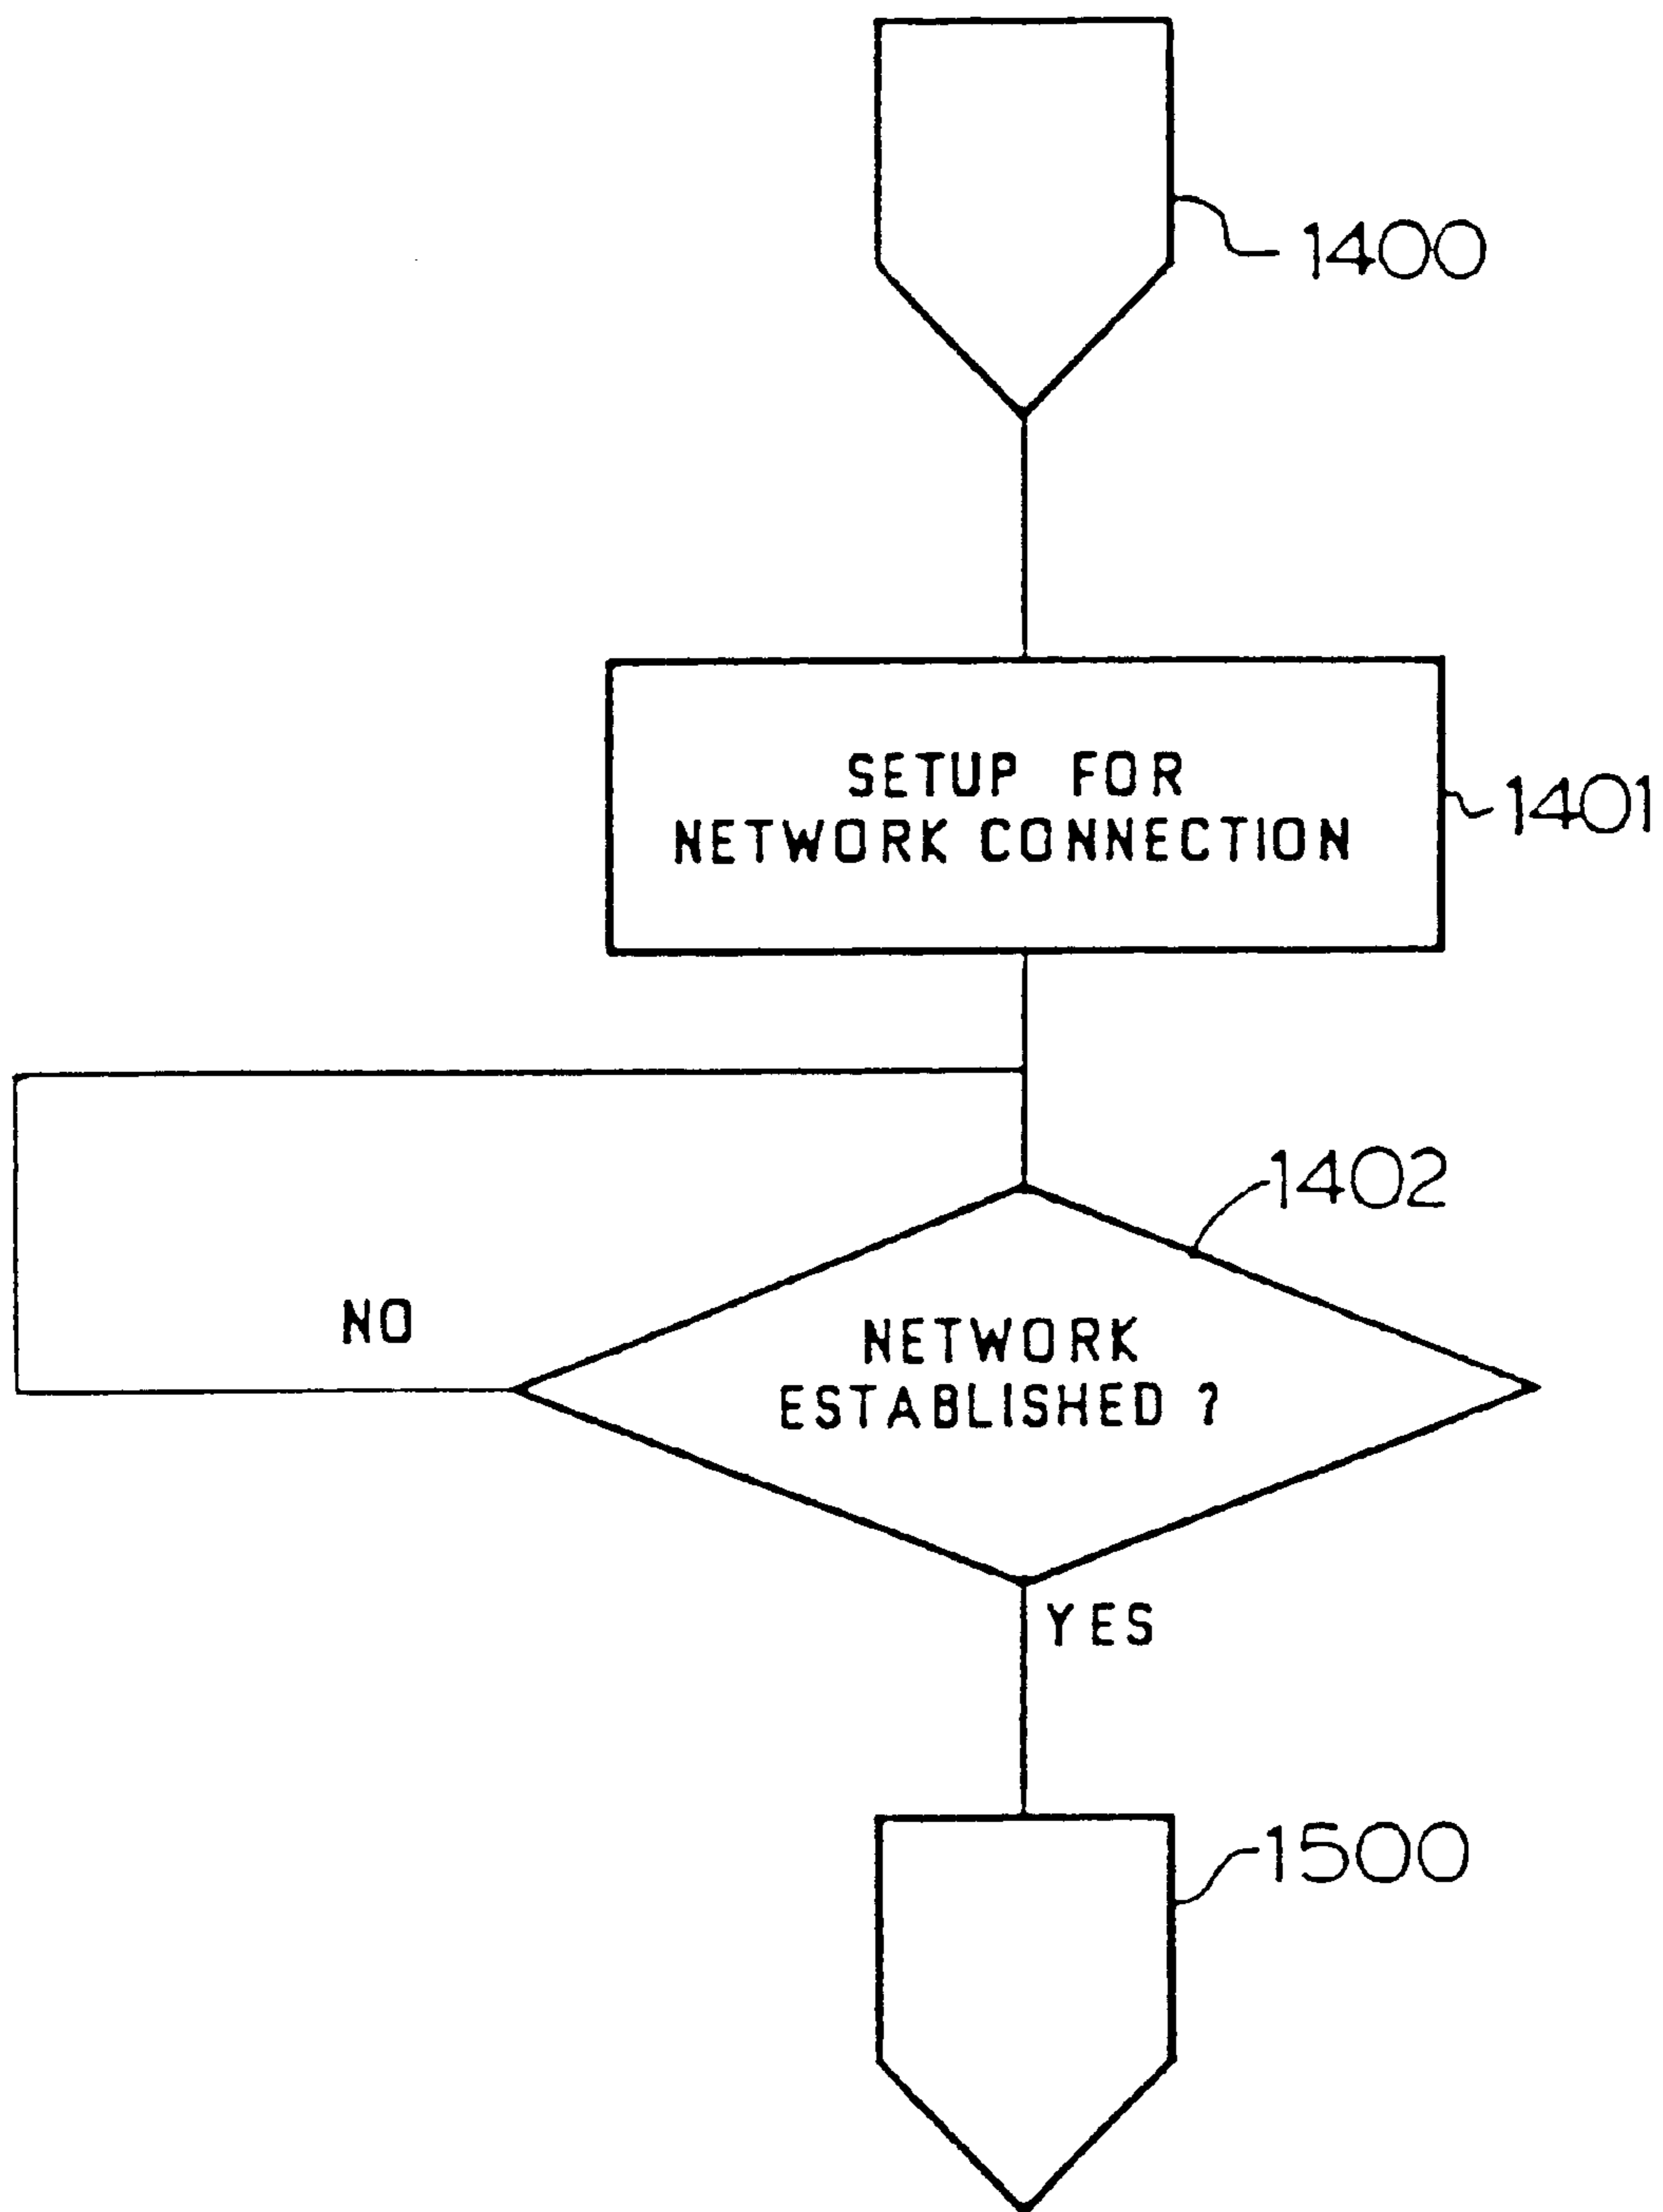 1400
SETUP FOR
NETWORK CONNECTION
1401
1402
NO
NETWORK
ESTABLISHED ?
YES
1500